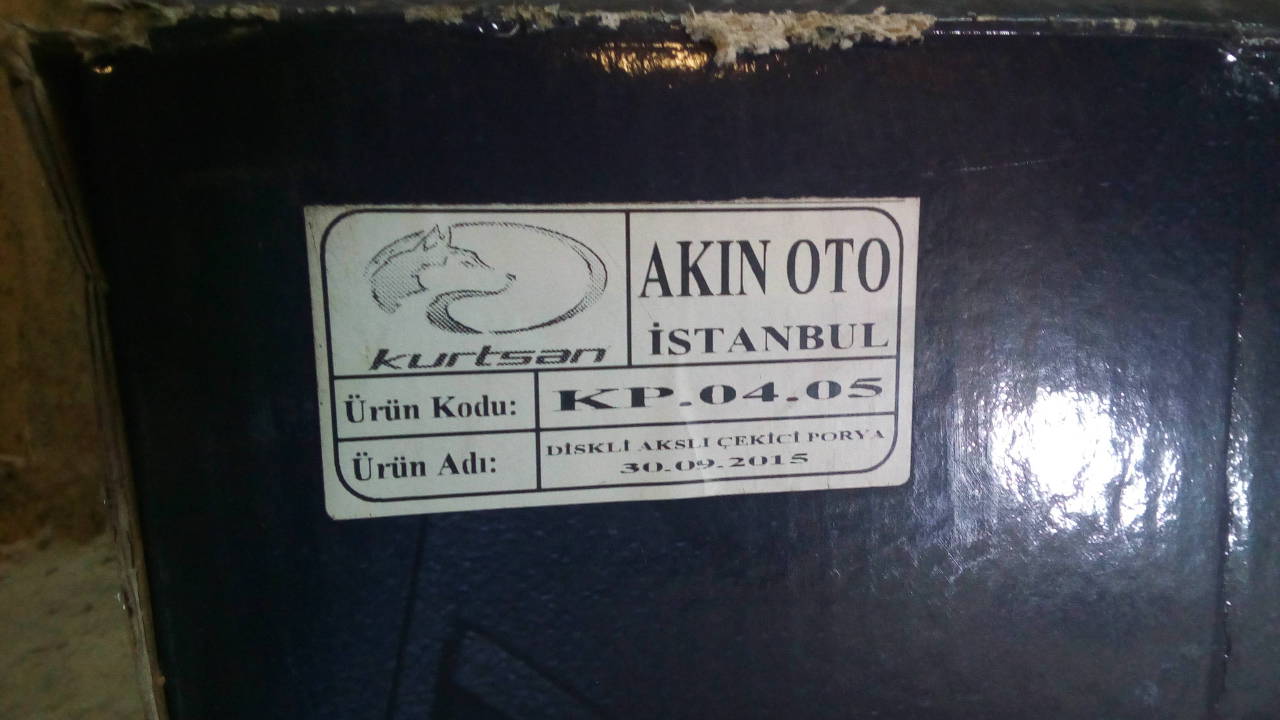 kurtsan
AKIN OTO
İSTANBUL
Ürün Kodu: KP.04.05
Ürün Adı: DİSKLİ AKSLI ÇEKİCİ PORYA
30.09.2015